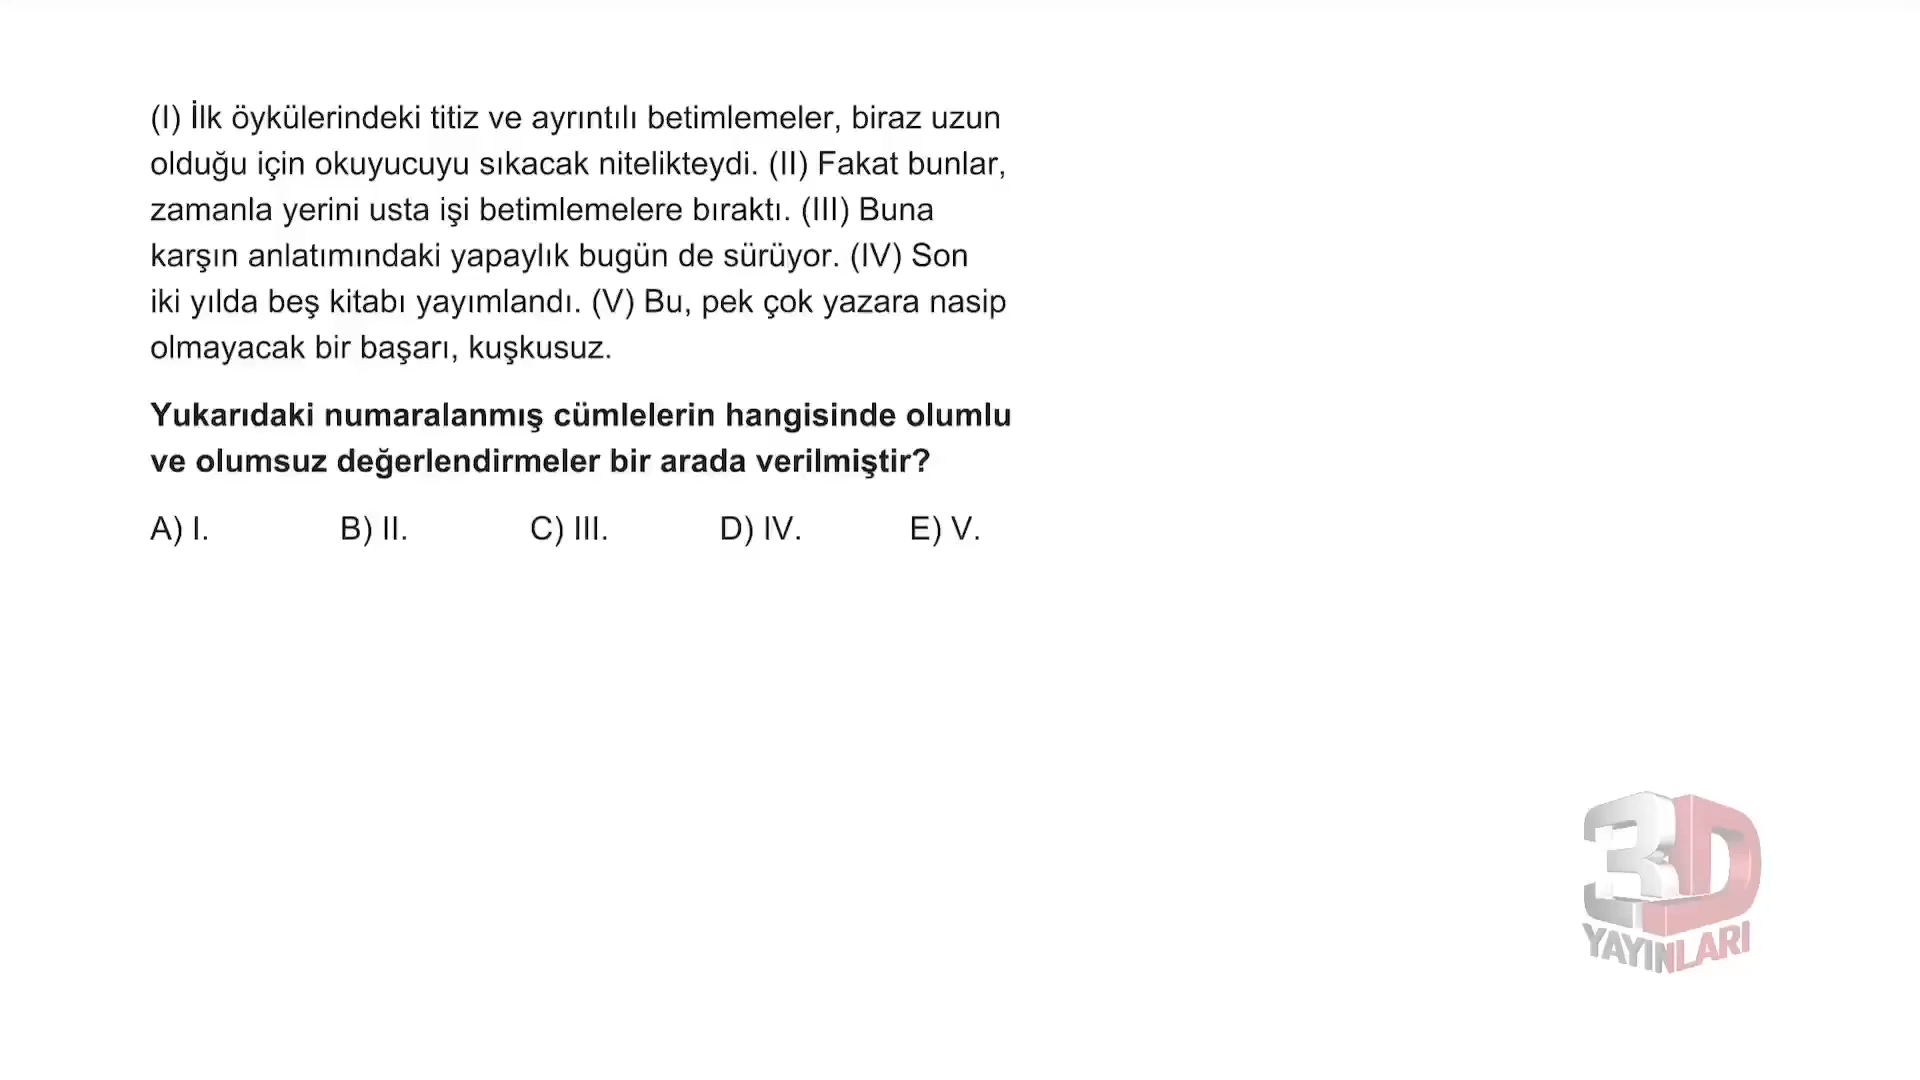 (I) İlk öykülerindeki titiz ve ayrıntılı betimlemeler, biraz uzun
olduğu için okuyucuyu sıkacak nitelikteydi. (II) Fakat bunlar,
zamanla yerini usta işi betimlemelere bıraktı. (III) Buna
karşın anlatımındaki yapaylık bugün de sürüyor. (IV) Son
iki yılda beş kitabı yayımlandı. (V) Bu, pek çok yazara nasip
olmayacak bir başarı, kuşkusuz.
Yukarıdaki numaralanmış cümlelerin hangisinde olumlu
ve olumsuz değerlendirmeler bir arada verilmiştir?
A) I. B) II. C) III. D) IV. E) V.
3D
YAYINLARI